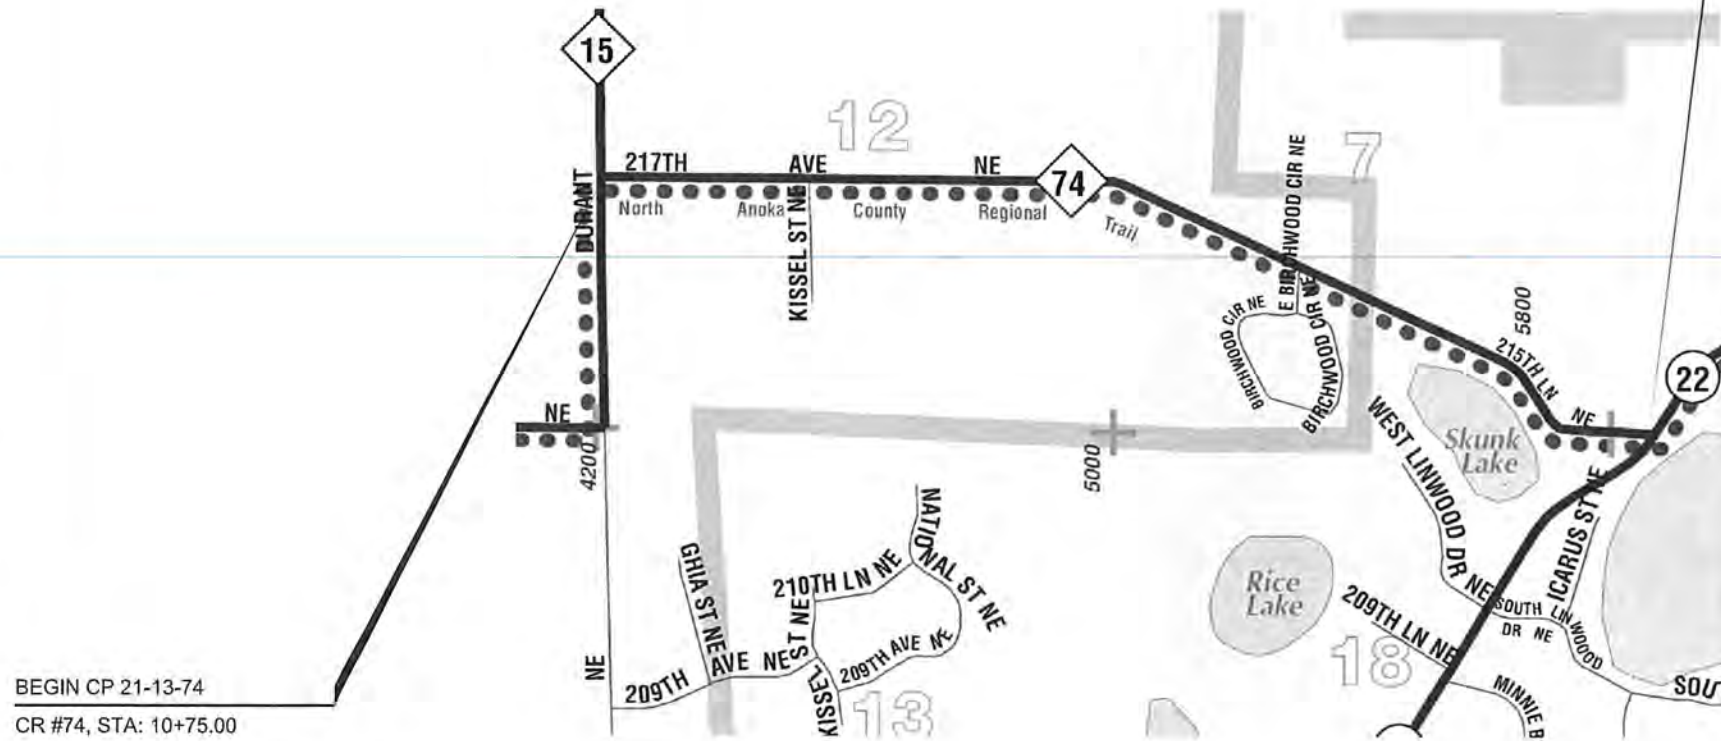 15
12
7
217TH AVE NE
74
North Anoka County Regional Trail
DURANT
KISSEL ST NE
E BIRCHWOOD CIR NE
BIRCHWOOD CIR NE
BIRCHWOOD
BIRCHWOOD CIR NE
5800
215TH LN NE
22
NE
4200
5000
WEST LINWOOD DR NE
Skunk
Lake
ICARUS ST NE
NATIONAL ST NE
GHIA ST NE
210TH LN NE
Rice
Lake
209TH LN NE
SOUTH LINWOOD
DR NE
KISSEL ST NE
209TH AVE NE
209TH AVE NE
NE
18
13
MINNIE B
SOU
BEGIN CP 21-13-74
CR #74, STA: 10+75.00